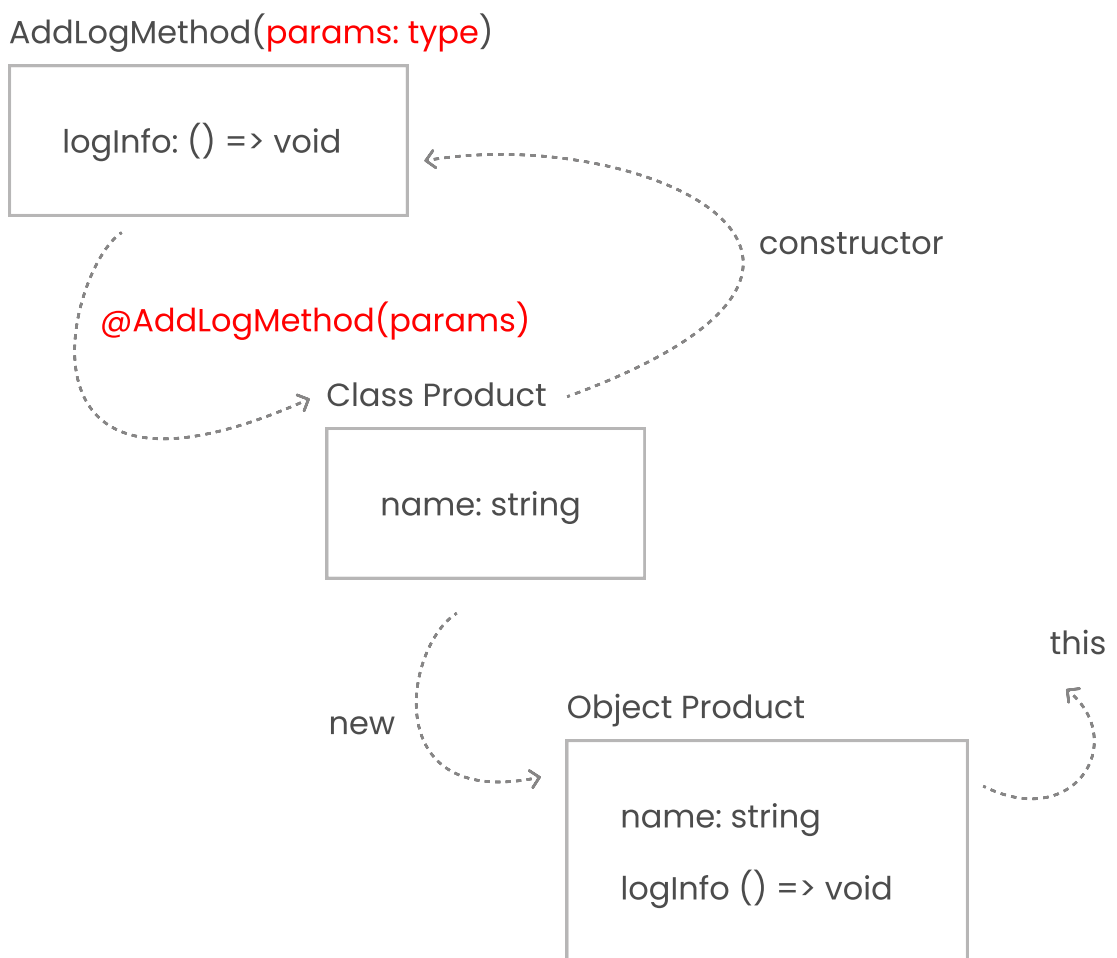 AddLogMethod(params: type)
logInfo: () => void
constructor
@AddLogMethod(params)
Class Product
name: string
this
Object Product
new
name: string
logInfo () => void